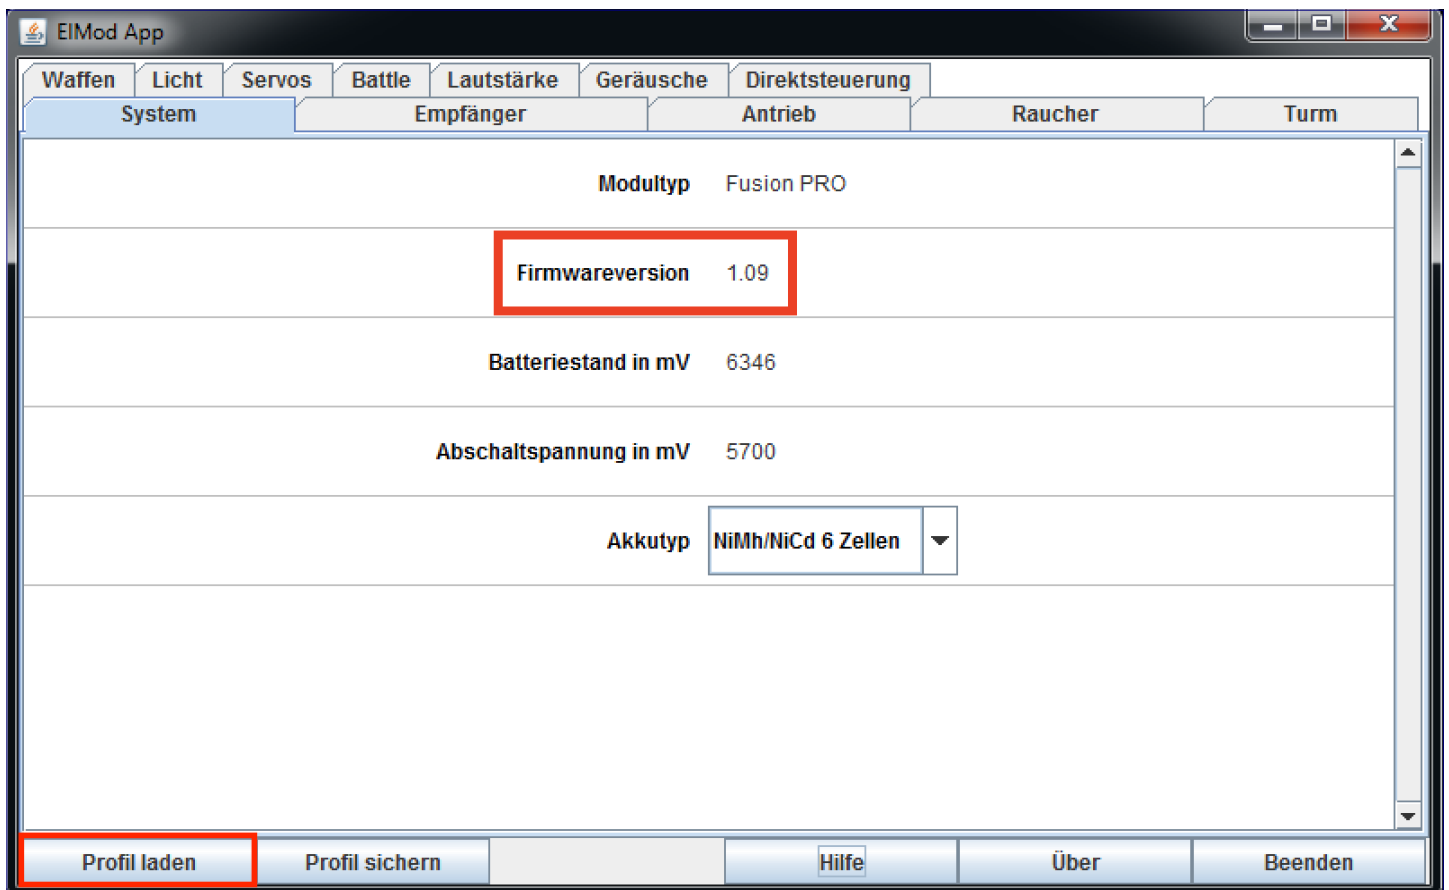 ElMod App
Waffen Licht Servos Battle Lautstärke Geräusche Direktsteuerung
System Empfänger Antrieb Raucher Turm
Modultyp Fusion PRO
Firmwareversion 1.09
Batteriestand in mV 6346
Abschaltspannung in mV 5700
Akkutyp NiMh/NiCd 6 Zellen
Profil laden Profil sichern Hilfe Über Beenden